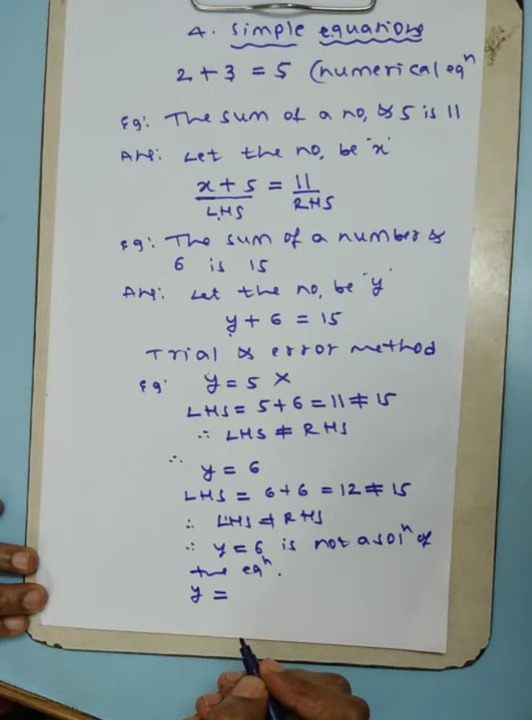 4. Simple equations
2 + 3 = 5 (numerical eqn
Eg: The sum of a no, & 5 is 11
Ans: Let the no, be "x"
x + 5 = 11
LHS RHS
Eg: The sum of a number &
6 is 15
Ans: Let the no, be "y"
y + 6 = 15
Trial & error method
Eg: y = 5 ×
LHS = 5 + 6 = 11 ≠ 15
∴ LHS ≠ RHS
∴ y = 6
LHS = 6 + 6 = 12 ≠ 15
∴ LHS ≠ RHS
∴ y = 6 is not a soln of
the eqn.
y =